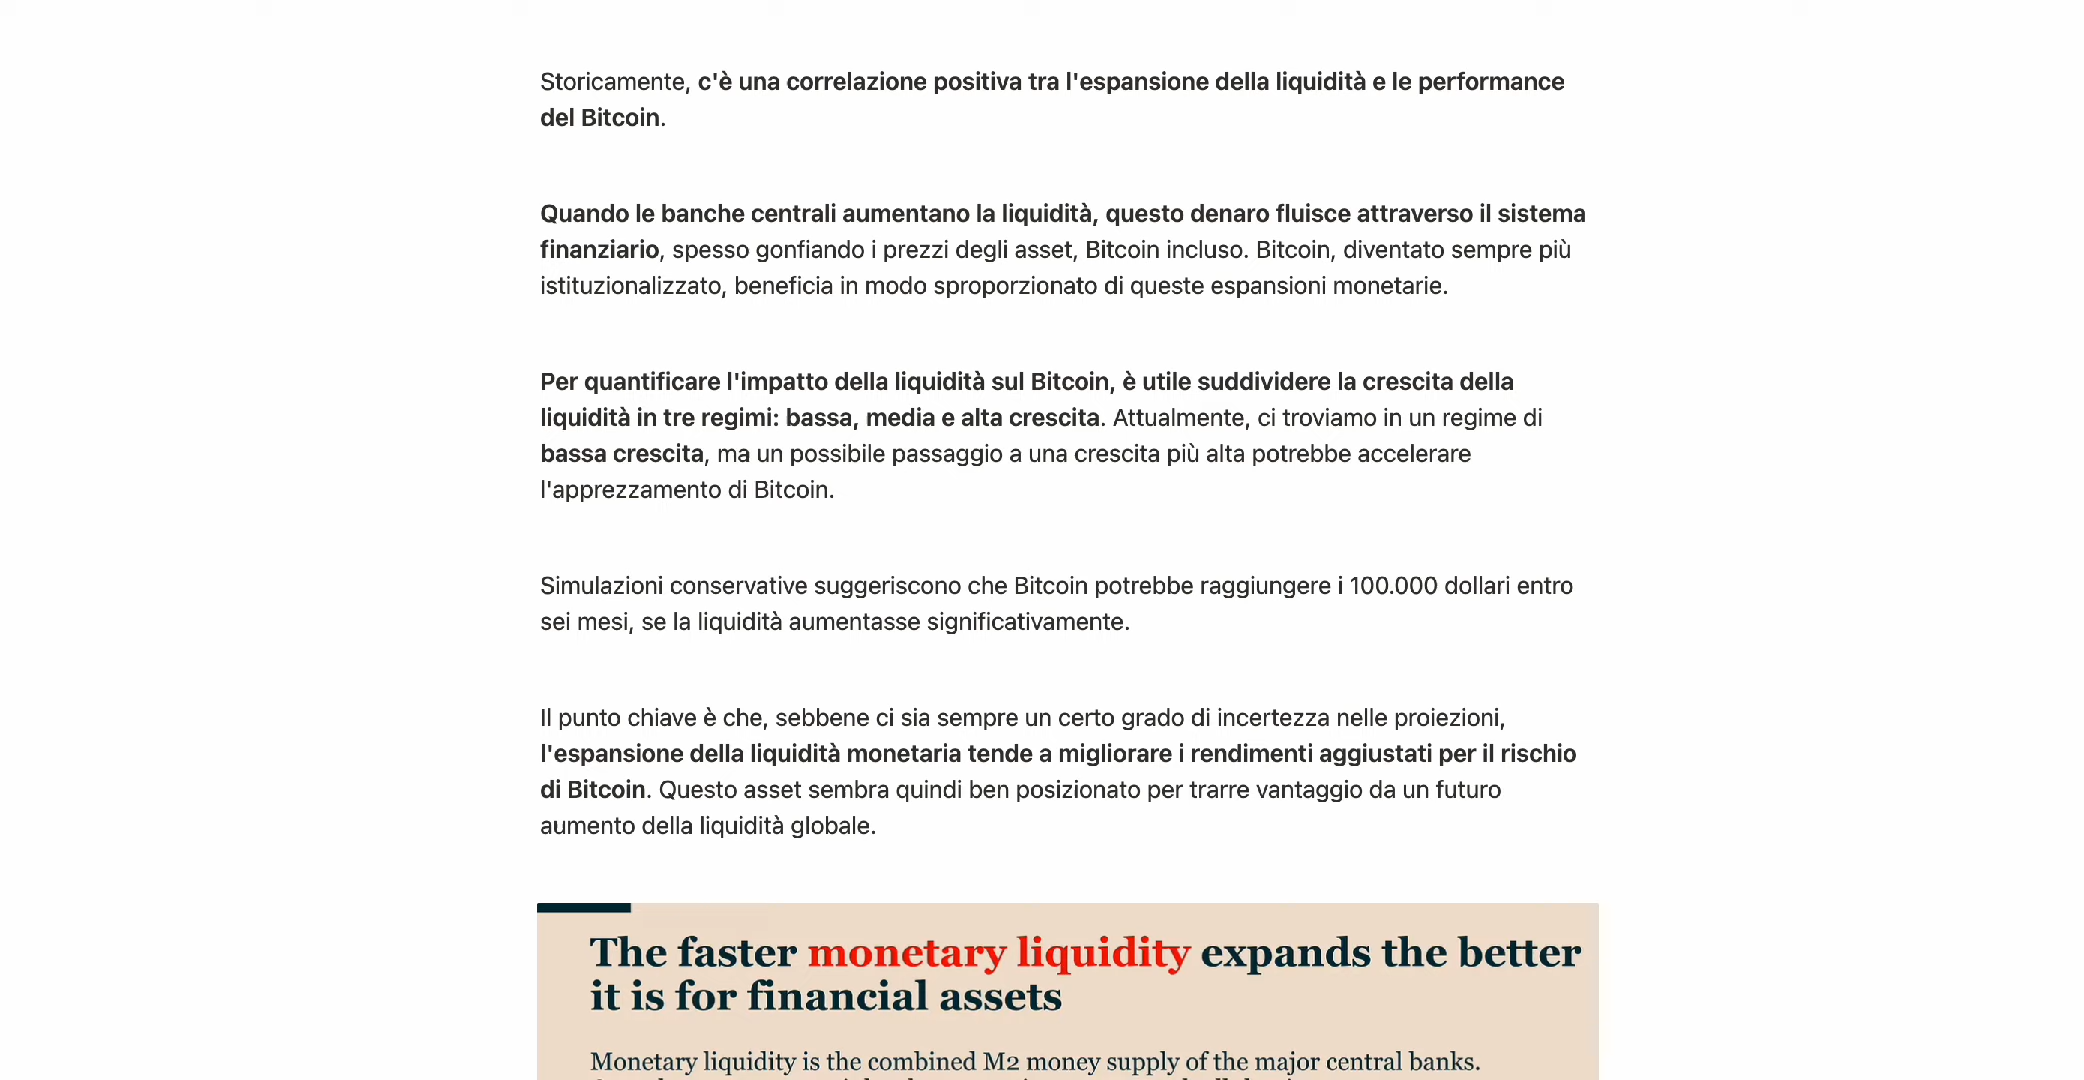 Storicamente, c'è una correlazione positiva tra l'espansione della liquidità e le performance
del Bitcoin.
Quando le banche centrali aumentano la liquidità, questo denaro fluisce attraverso il sistema
finanziario, spesso gonfiando i prezzi degli asset, Bitcoin incluso. Bitcoin, diventato sempre più
istituzionalizzato, beneficia in modo sproporzionato di queste espansioni monetarie.
Per quantificare l'impatto della liquidità sul Bitcoin, è utile suddividere la crescita della
liquidità in tre regimi: bassa, media e alta crescita. Attualmente, ci troviamo in un regime di
bassa crescita, ma un possibile passaggio a una crescita più alta potrebbe accelerare
l'apprezzamento di Bitcoin.
Simulazioni conservative suggeriscono che Bitcoin potrebbe raggiungere i 100.000 dollari entro
sei mesi, se la liquidità aumentasse significativamente.
Il punto chiave è che, sebbene ci sia sempre un certo grado di incertezza nelle proiezioni,
l'espansione della liquidità monetaria tende a migliorare i rendimenti aggiustati per il rischio
di Bitcoin. Questo asset sembra quindi ben posizionato per trarre vantaggio da un futuro
aumento della liquidità globale.
The faster monetary liquidity expands the better
it is for financial assets
Monetary liquidity is the combined M2 money supply of the major central banks.